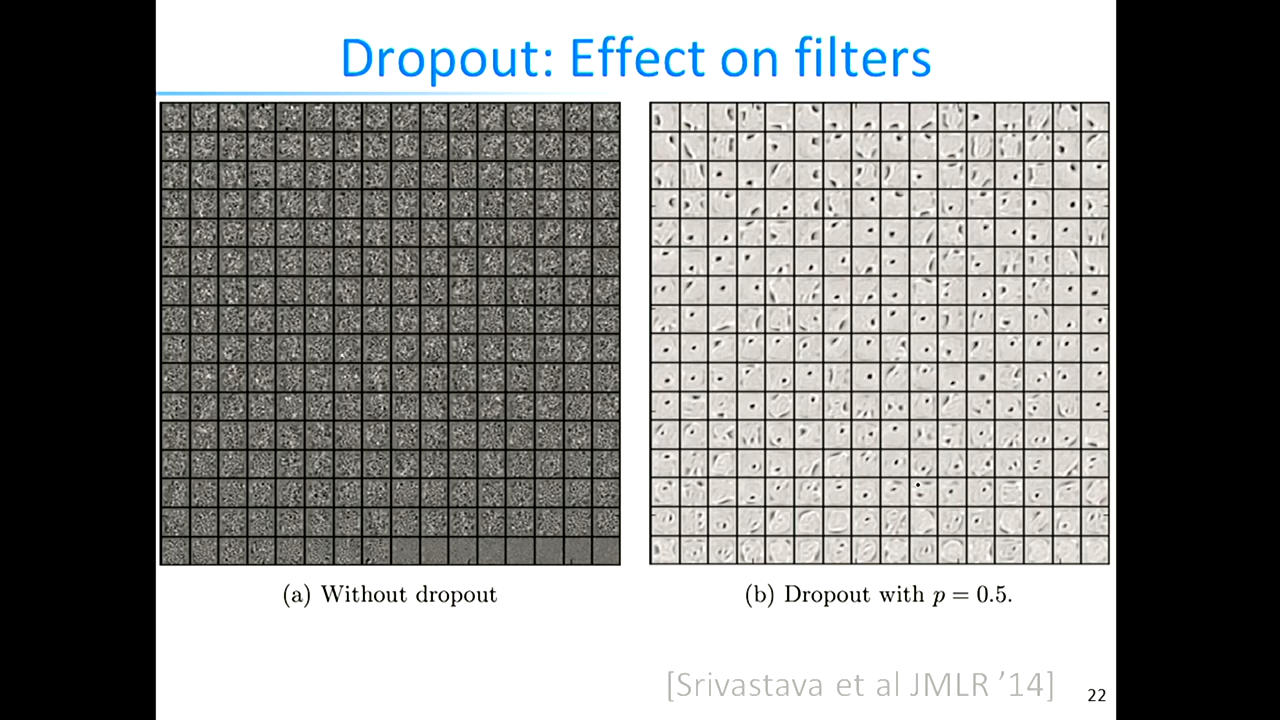 Dropout: Effect on filters
(a) Without dropout
(b) Dropout with p = 0.5.
[Srivastava et al JMLR ’14]
22